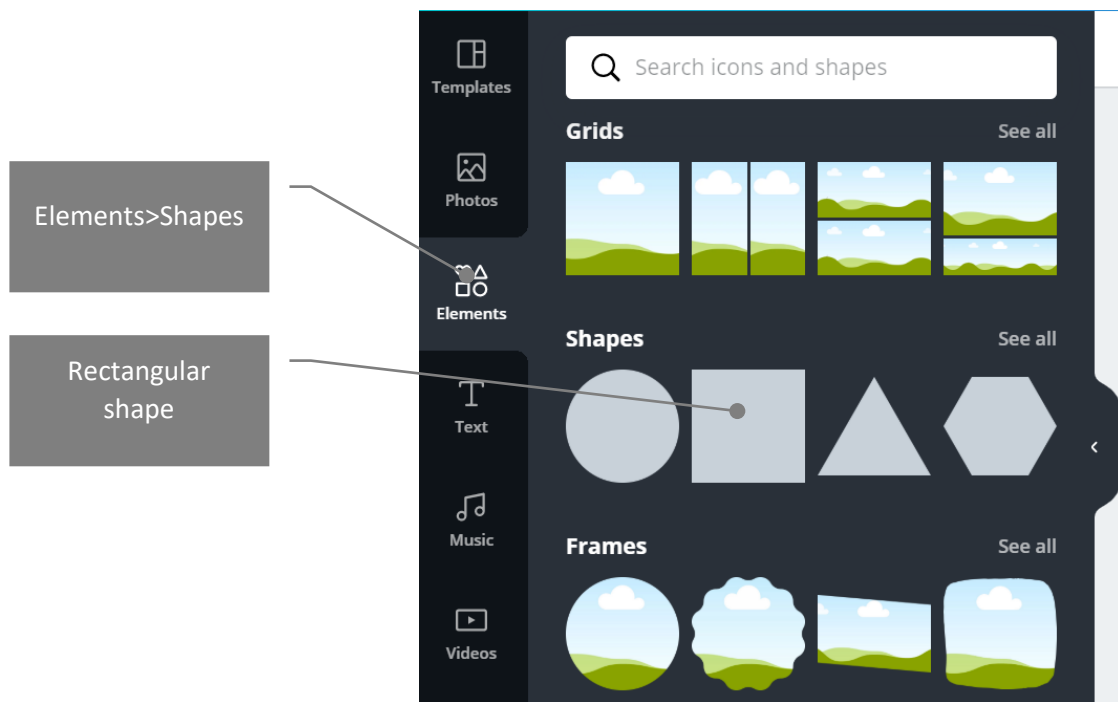 Templates
Photos
Elements
Text
Music
Videos
Search icons and shapes
Grids See all
Shapes See all
Frames See all
Elements>Shapes
Rectangular
shape